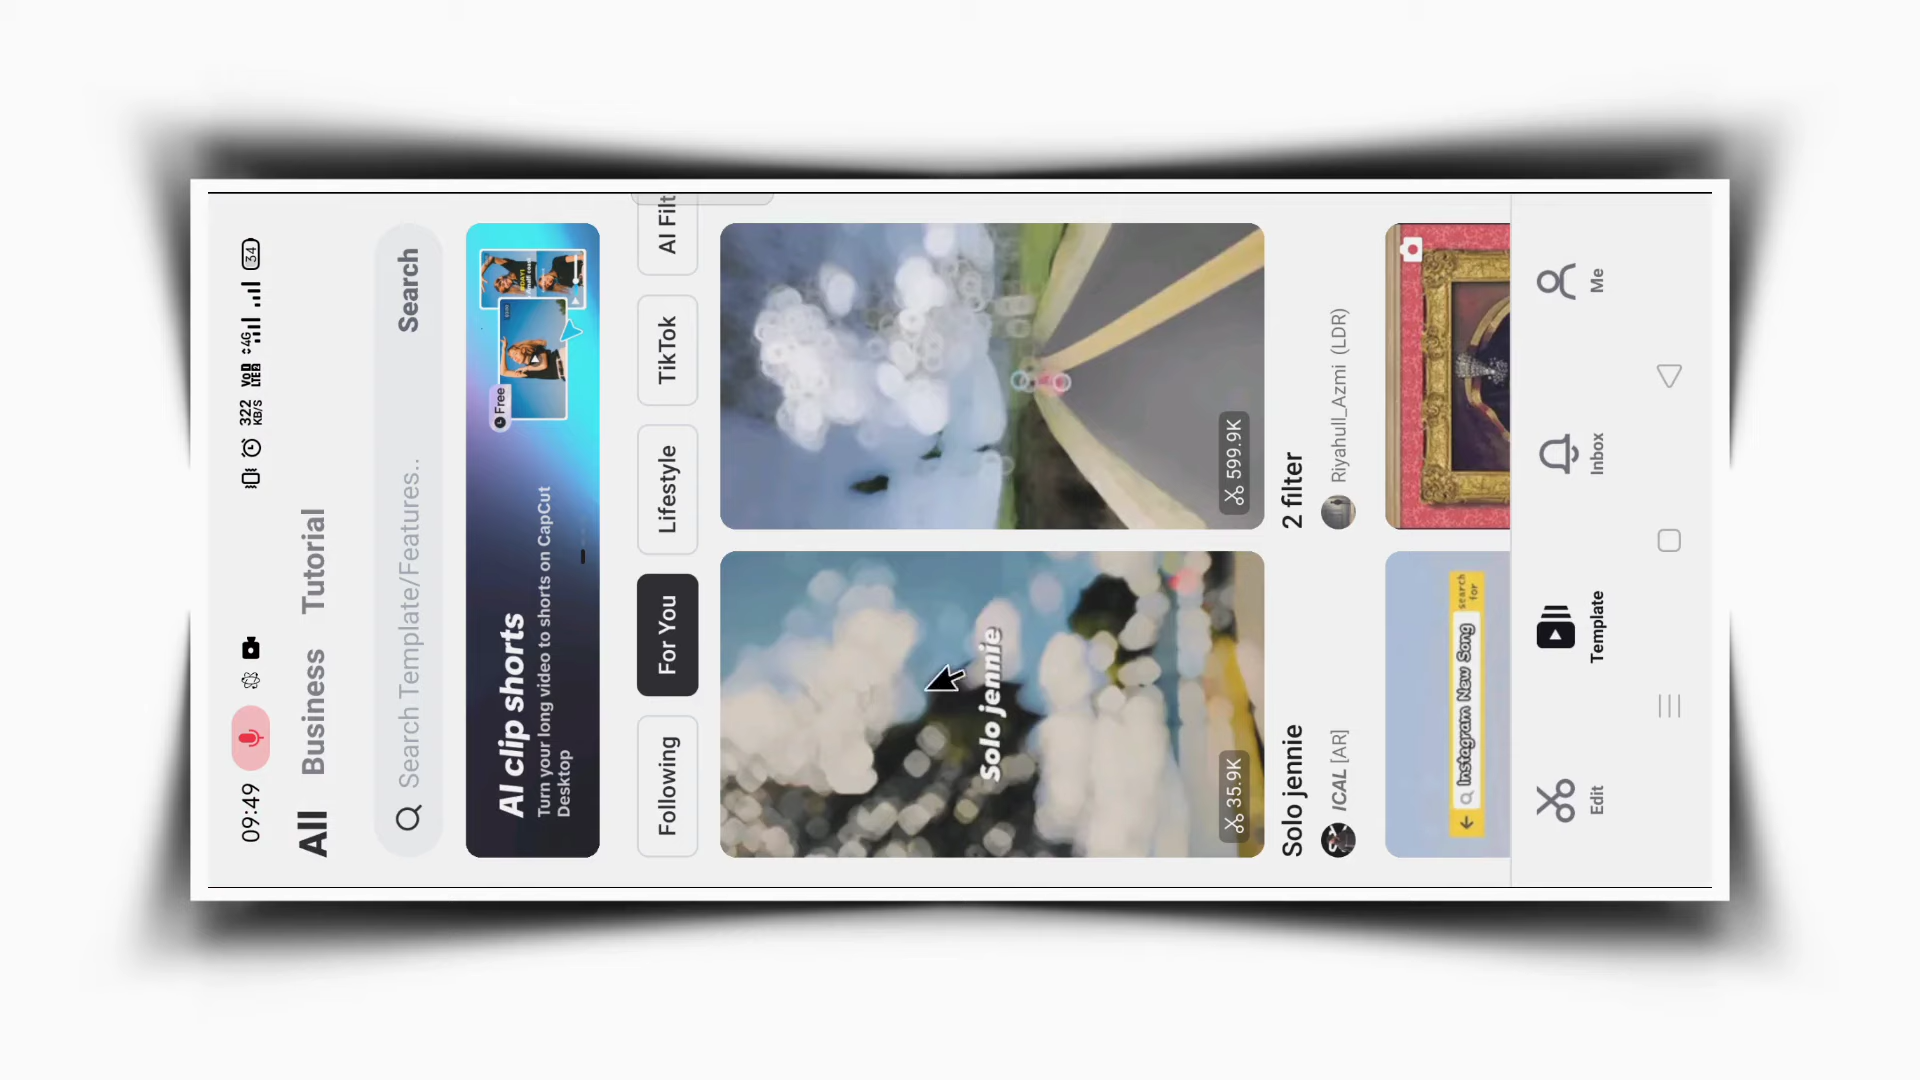 09:49
322 KB/S
VoD LTE
4G
34
All Business Tutorial
Search Template/Features..
Search
AI clip shorts
Turn your long video to shorts on CapCut
Desktop
Free
Following
For You
Lifestyle
TikTok
AI Filt
Solo jennie
35.9K
599.9K
Solo jennie
ICAL [AR]
2 filter
Riyahull_Azmi (LDR)
Instagram New Song
search for
Edit
Template
Inbox
Me